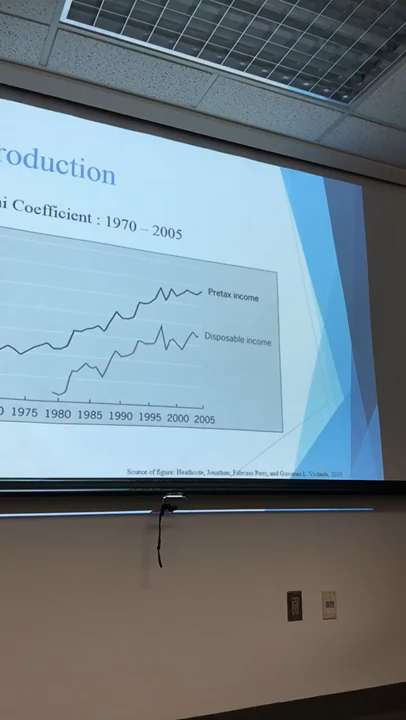 roduction
ni Coefficient : 1970 – 2005
Pretax income
Disposable income
0 1975 1980 1985 1990 1995 2000 2005
Source of figure: Heathcote, Jonathan, Fabrizio Perri, and Giovanni L. Violante, 2010